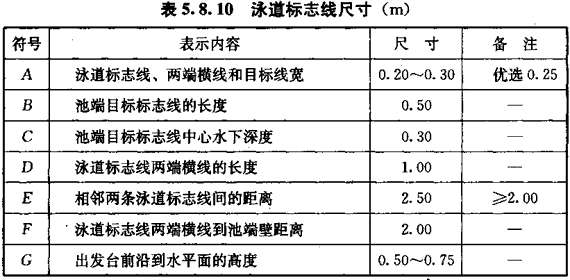 表 5.8.10 泳道标志线尺寸（m）
符号 表示内容 尺 寸 备 注
A 泳道标志线、两端横线和目标线宽 0.20～0.30 优选 0.25
B 池端目标标志线的长度 0.50 —
C 池端目标标志线中心水下深度 0.30 —
D 泳道标志线两端横线的长度 1.00 —
E 相邻两条泳道标志线间的距离 2.50 ≥2.00
F 泳道标志线两端横线到池端壁距离 2.00 —
G 出发台前沿到水平面的高度 0.50～0.75 —